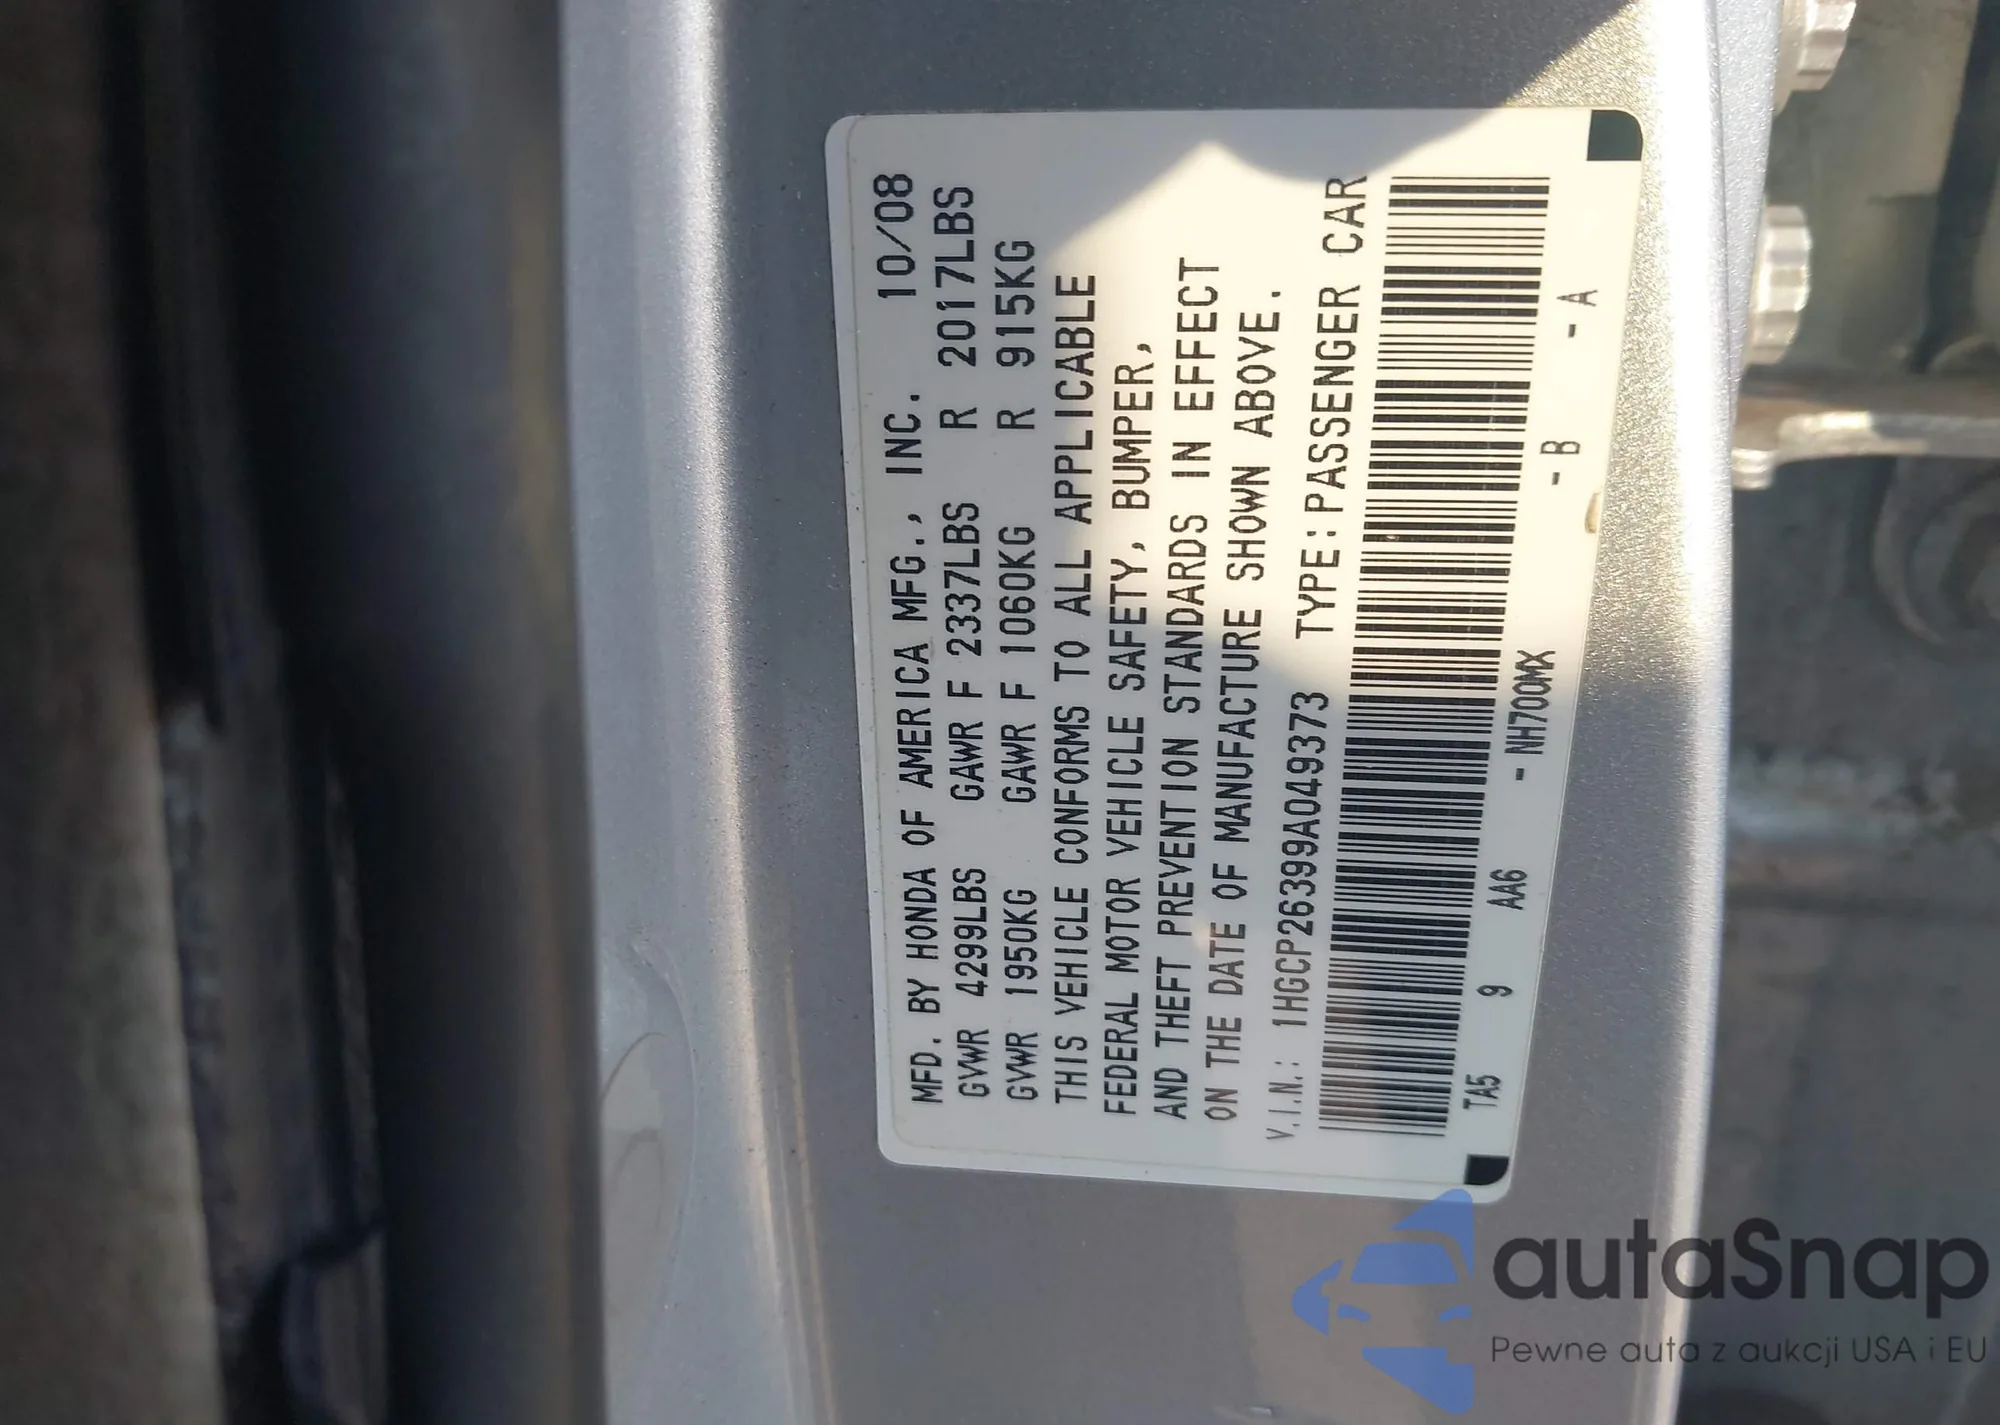 MFD. BY HONDA OF AMERICA MFG., INC. 10/08
GVWR 4299LBS GAWR F 2337LBS R 2017LBS
GVWR 1950KG GAWR F 1060KG R 915KG
THIS VEHICLE CONFORMS TO ALL APPLICABLE
FEDERAL MOTOR VEHICLE SAFETY, BUMPER,
AND THEFT PREVENTION STANDARDS IN EFFECT
ON THE DATE OF MANUFACTURE SHOWN ABOVE.
V.I.N.: 1HGCP26399A049373 TYPE:PASSENGER CAR
TA5 9 AA6 - NH700MX - B - A
autaSnap
Pewne auta z aukcji USA i EU